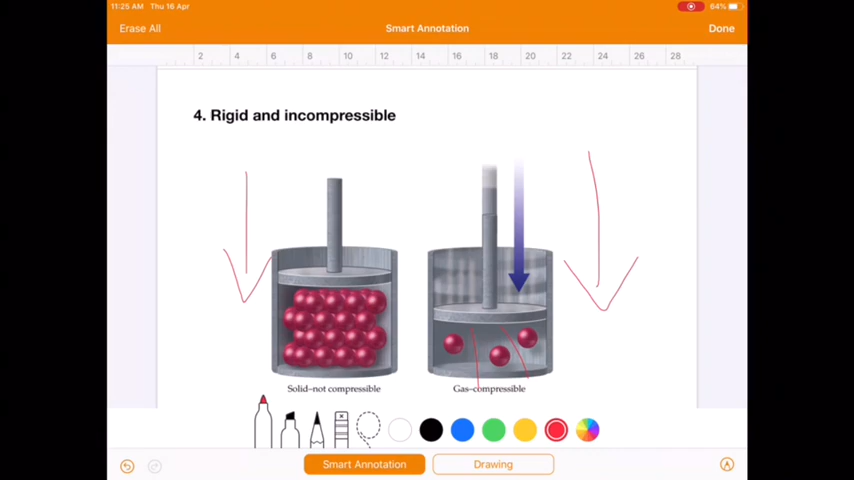 11:25 AM Thu 16 Apr
64%
Erase All
Smart Annotation
Done
2 4 6 8 10 12 14 16 18 20 22 24 26 28
4. Rigid and incompressible
Solid–not compressible
Gas–compressible
Smart Annotation
Drawing